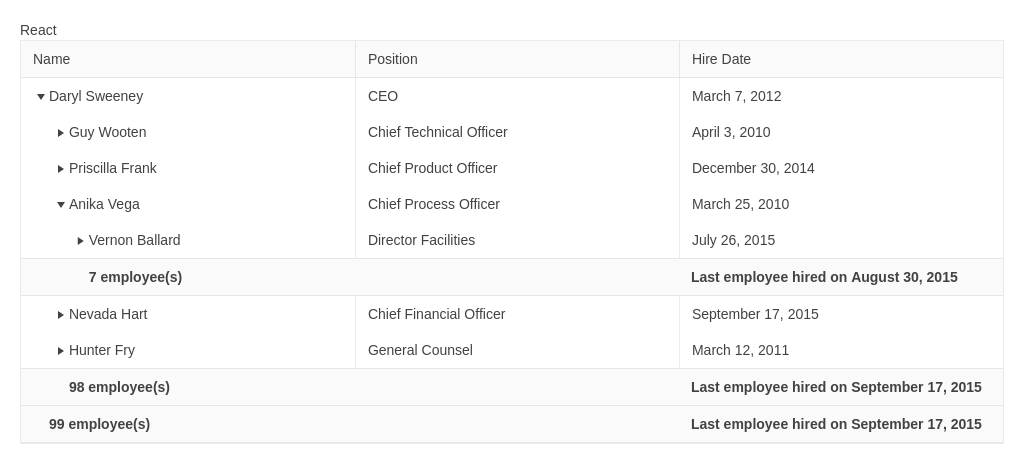 React
Name Position Hire Date
Daryl Sweeney CEO March 7, 2012
Guy Wooten Chief Technical Officer April 3, 2010
Priscilla Frank Chief Product Officer December 30, 2014
Anika Vega Chief Process Officer March 25, 2010
Vernon Ballard Director Facilities July 26, 2015
7 employee(s) Last employee hired on August 30, 2015
Nevada Hart Chief Financial Officer September 17, 2015
Hunter Fry General Counsel March 12, 2011
98 employee(s) Last employee hired on September 17, 2015
99 employee(s) Last employee hired on September 17, 2015